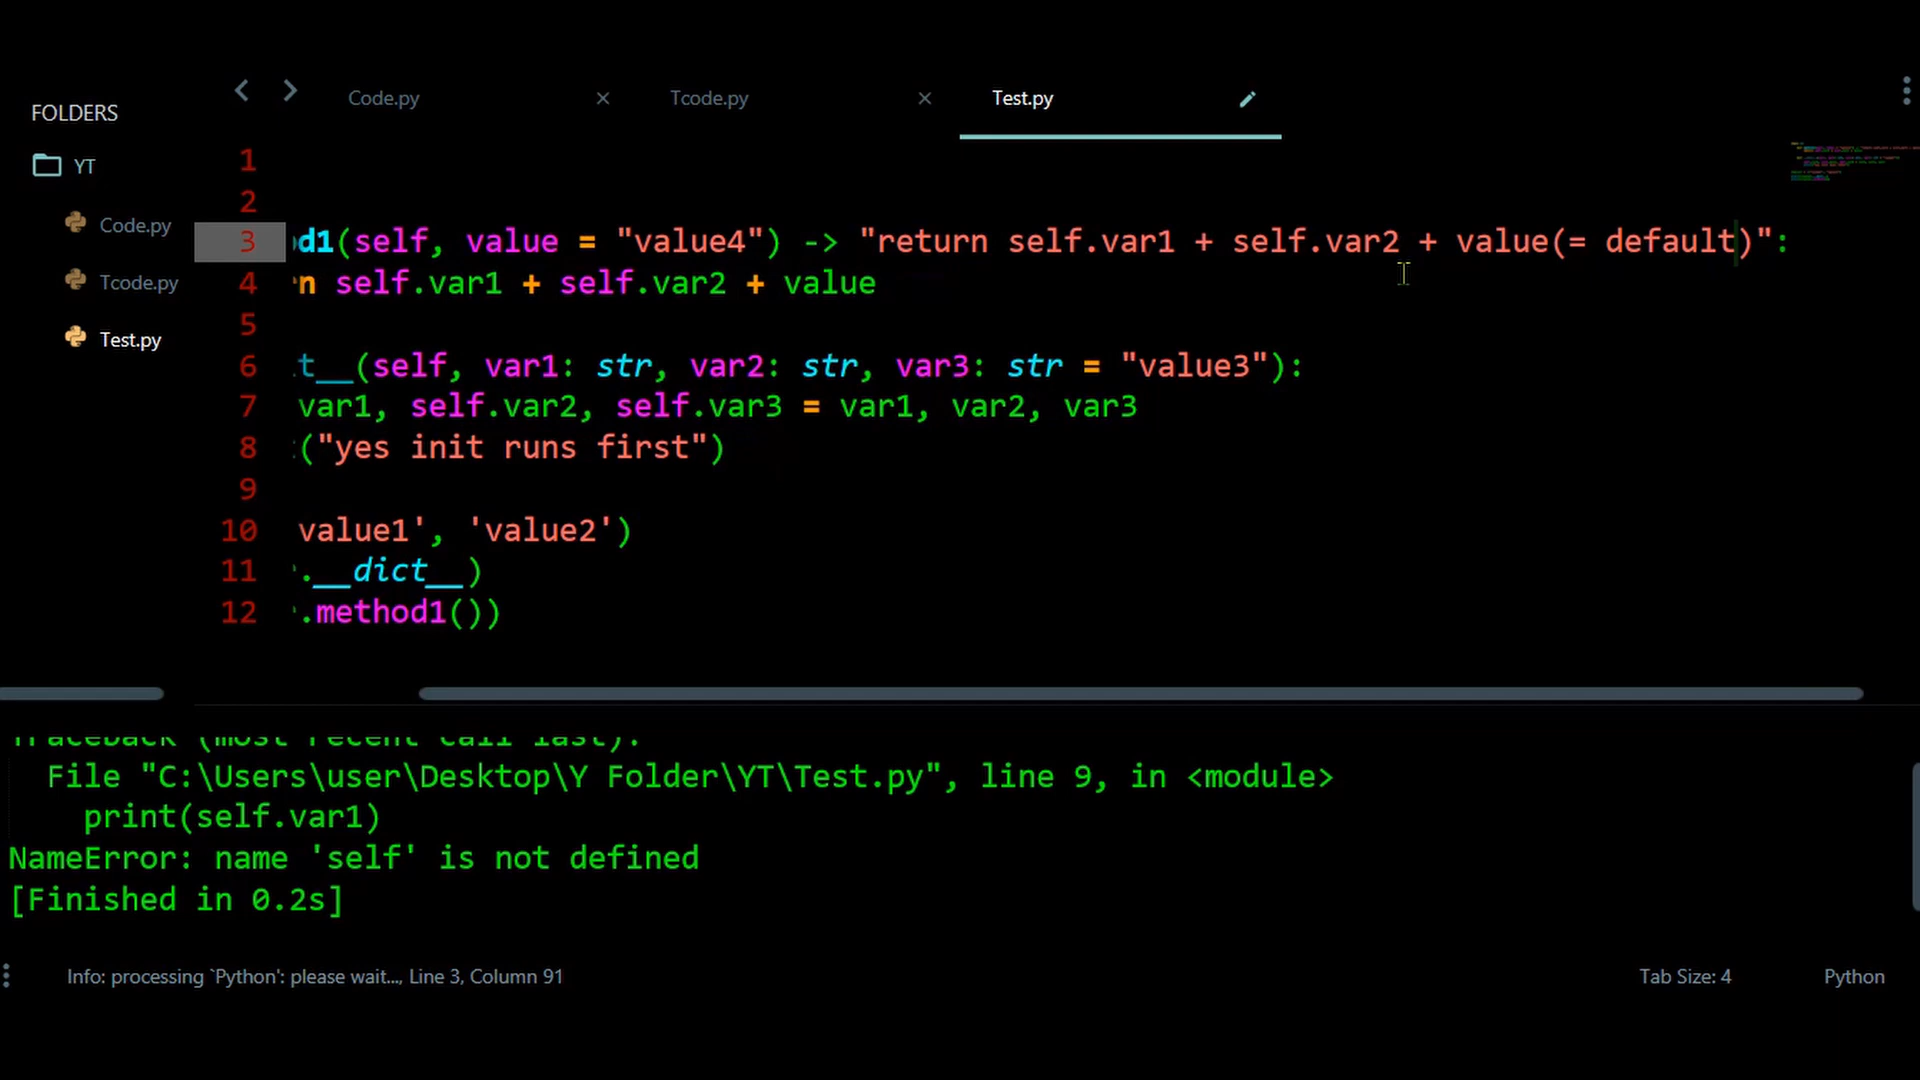 FOLDERS
YT
Code.py
Tcode.py
Test.py
Code.py
Tcode.py
Test.py
1
2
3 d1(self, value = "value4") -> "return self.var1 + self.var2 + value(= default)":
4 n self.var1 + self.var2 + value
5
6 t__(self, var1: str, var2: str, var3: str = "value3"):
7 var1, self.var2, self.var3 = var1, var2, var3
8 ("yes init runs first")
9
10 value1', 'value2')
11 .__dict__)
12 .method1())
Traceback (most recent call last):
File "C:\Users\user\Desktop\Y Folder\YT\Test.py", line 9, in <module>
print(self.var1)
NameError: name 'self' is not defined
[Finished in 0.2s]
Info: processing `Python': please wait..., Line 3, Column 91
Tab Size: 4
Python